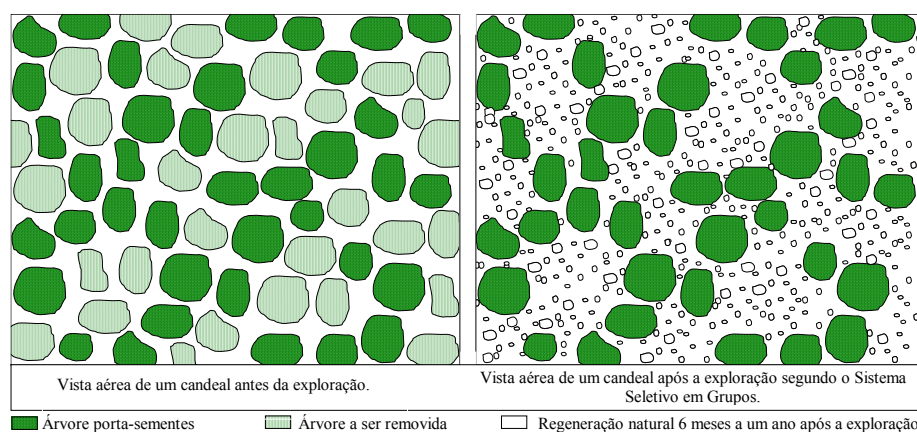 Vista aérea de um candeal antes da exploração.
Vista aérea de um candeal após a exploração segundo o Sistema
Seletivo em Grupos.
Árvore porta-sementes
Árvore a ser removida
Regeneração natural 6 meses a um ano após a exploração